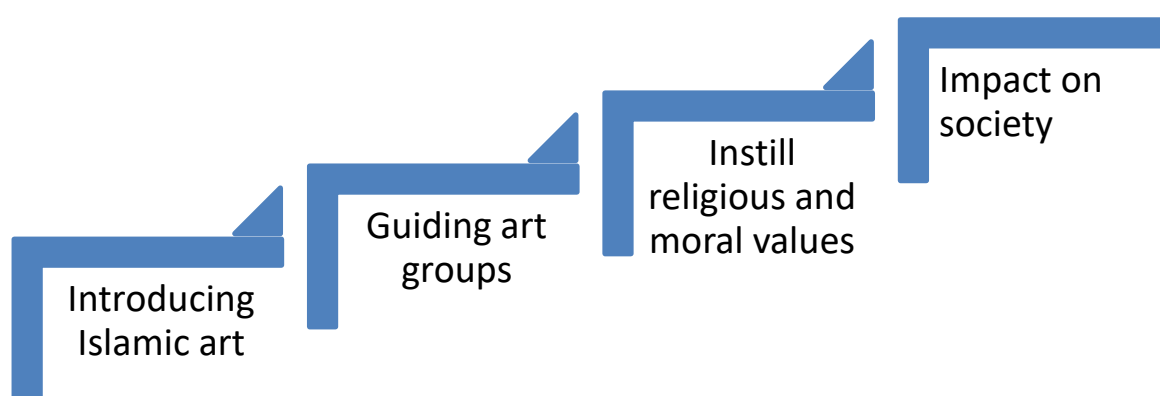 Introducing
Islamic art
Guiding art
groups
Instill
religious and
moral values
Impact on
society